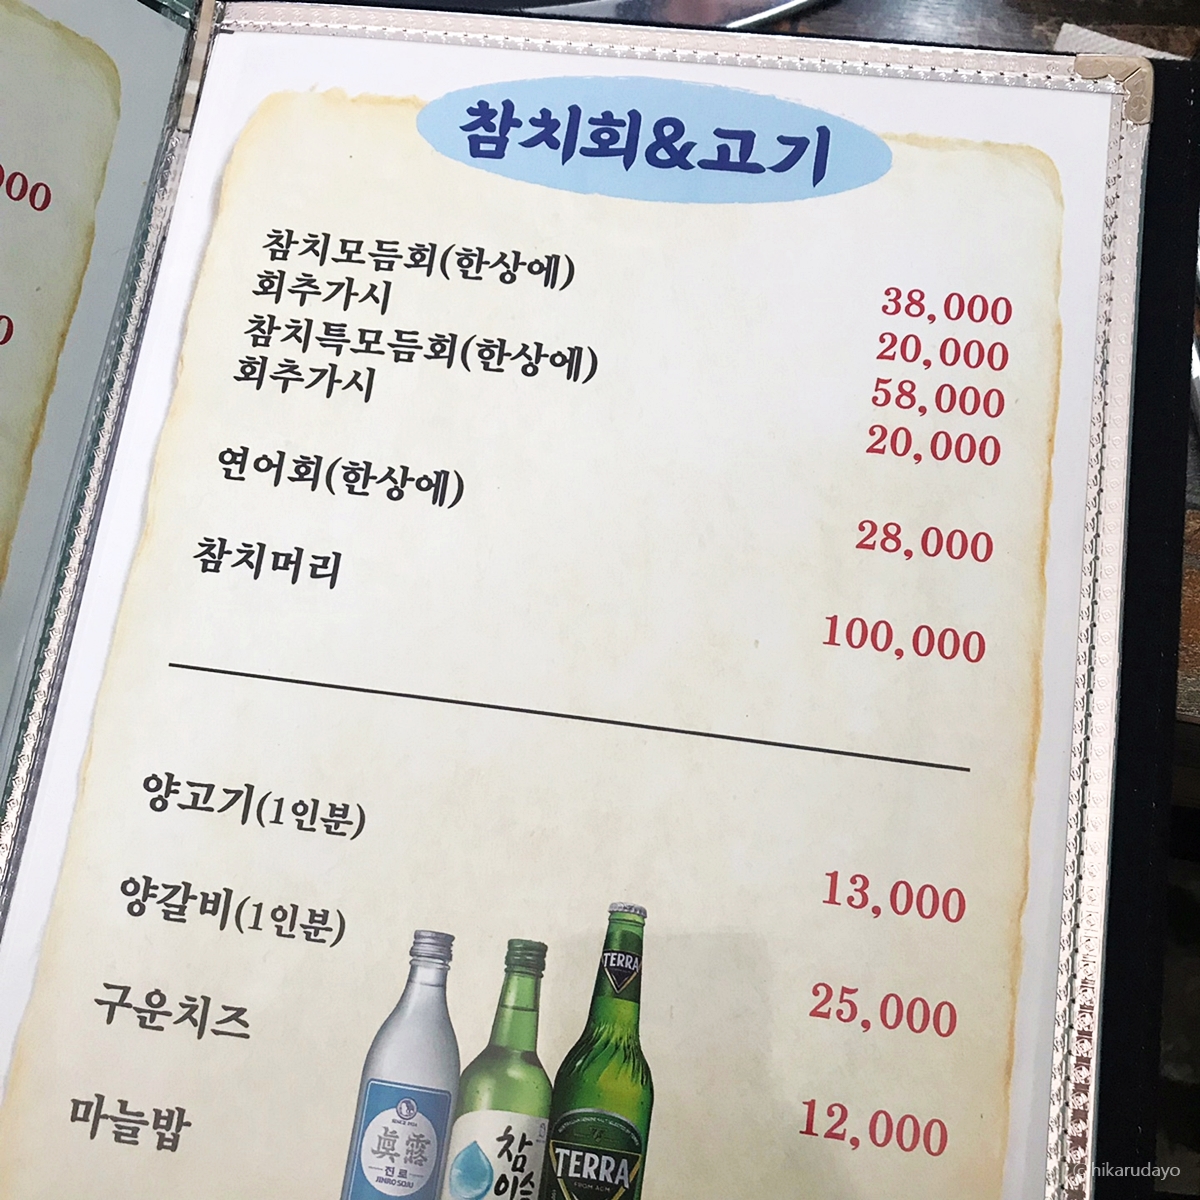 참치회&고기
참치모듬회(한상에) 38,000
회추가시 20,000
참치특모듬회(한상에) 58,000
회추가시 20,000
연어회(한상에) 28,000
참치머리 100,000
양고기(1인분) 13,000
양갈비(1인분) 25,000
구운치즈 12,000
마늘밥
000
0
TERRA
眞露
진로
JINRO SOJU
참
이슬
TERRA
FROM AGM
@hikarudayo